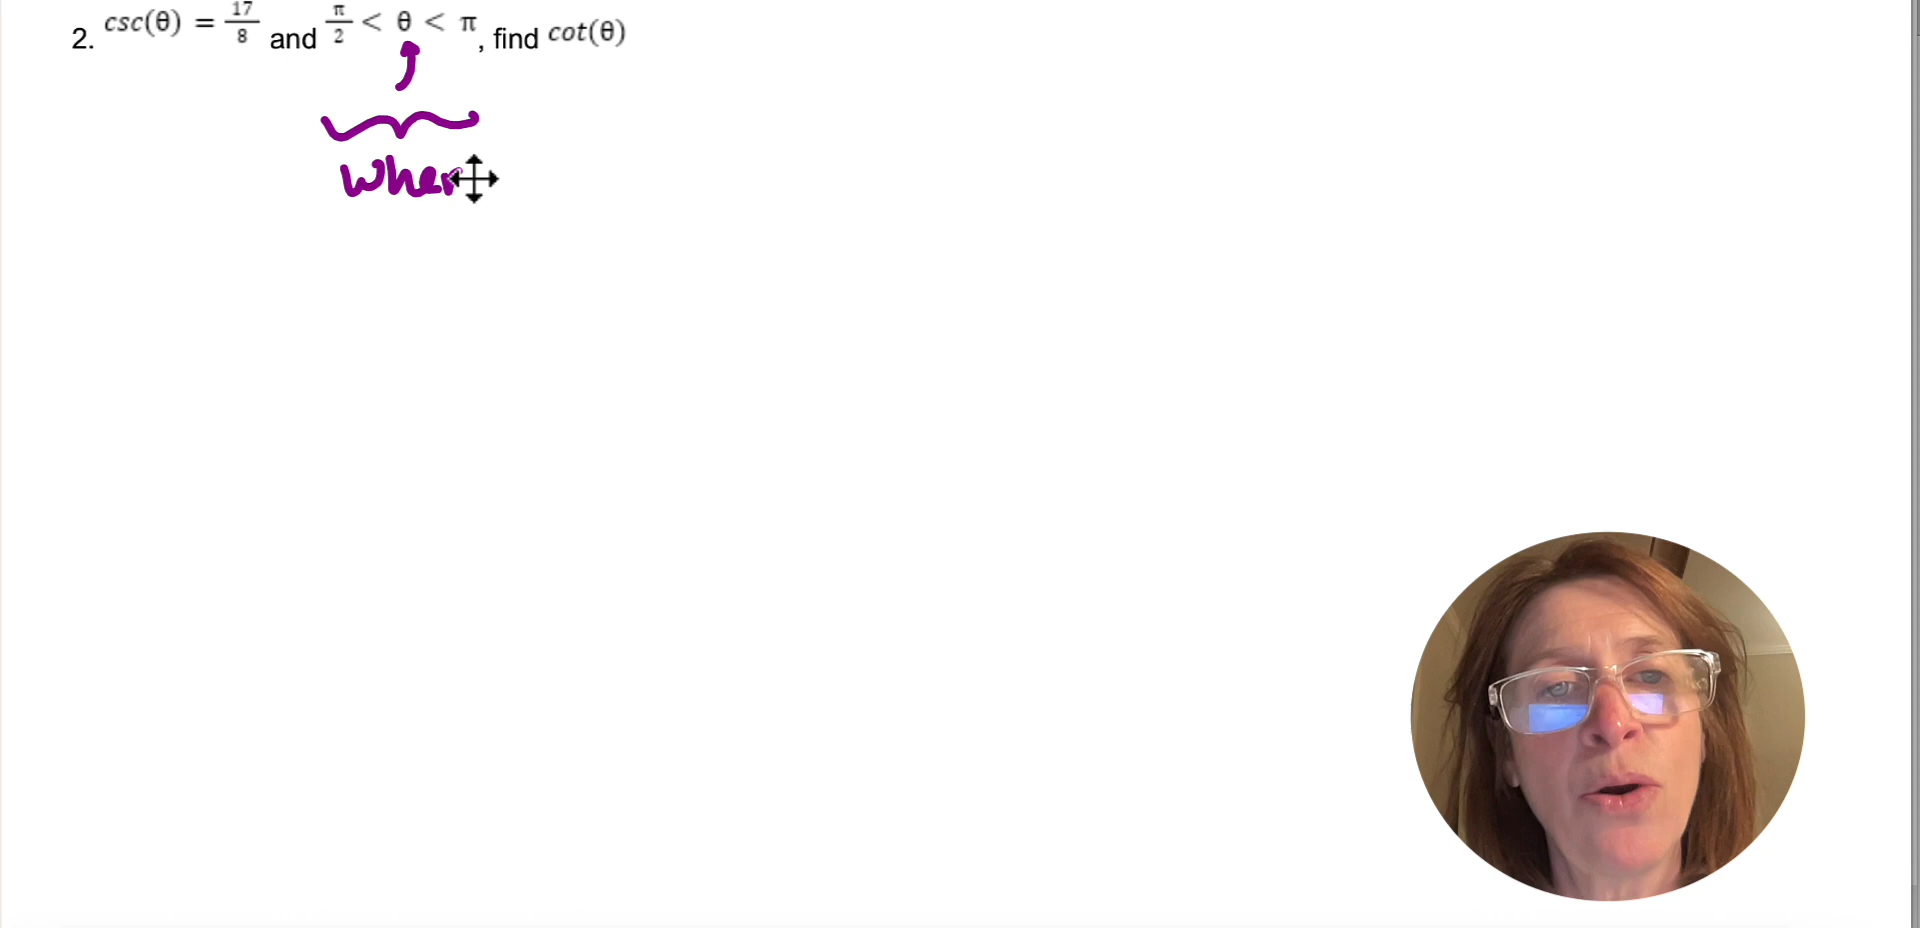 2. csc(θ) = 17/8 and π/2 < θ < π, find cot(θ)
wher